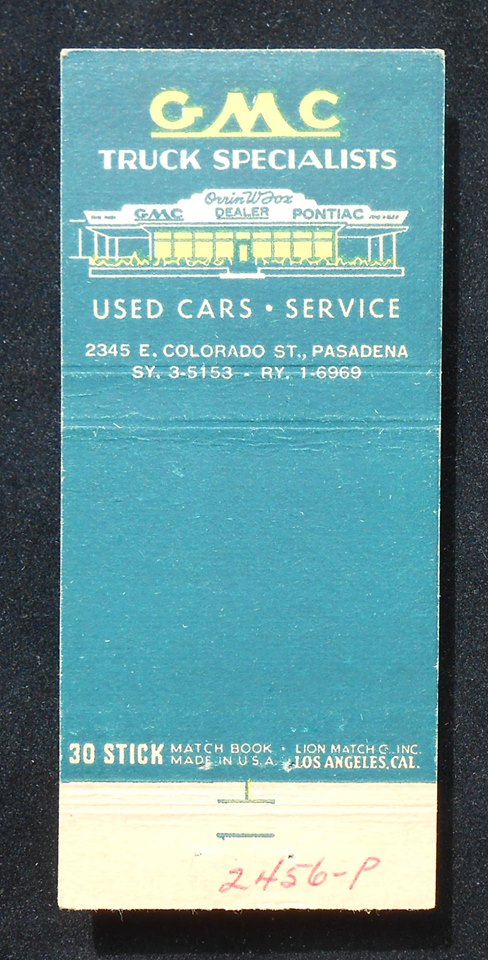 GMC
TRUCK SPECIALISTS
Orrin W Fox
GMC DEALER PONTIAC
USED CARS • SERVICE
2345 E. COLORADO ST., PASADENA
SY. 3-5153 - RY. 1-6969
30 STICK MATCH BOOK • LION MATCH CO., INC.
MADE IN U.S.A. LOS ANGELES, CAL.
2456-P